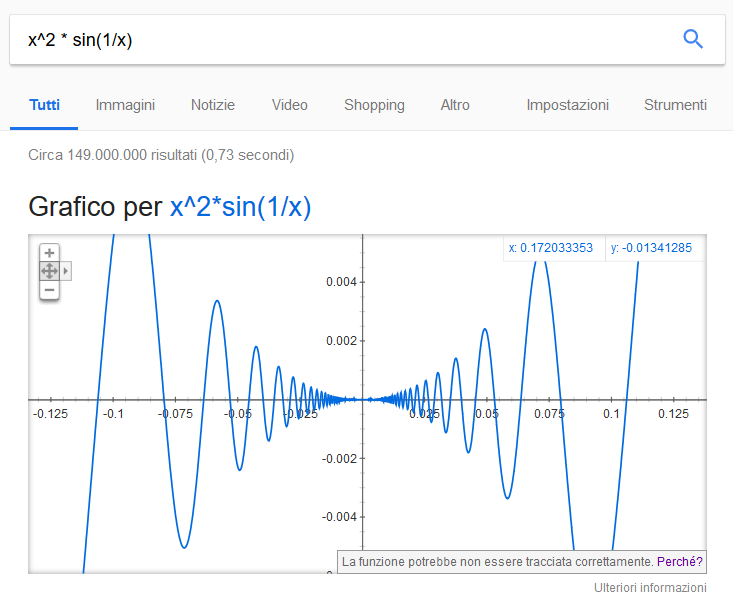 x^2 * sin(1/x)
Tutti Immagini Notizie Video Shopping Altro Impostazioni Strumenti
Circa 149.000.000 risultati (0,73 secondi)
Grafico per x^2*sin(1/x)
x: 0.172033353 y: -0.01341285
0.004
0.002
-0.125 -0.1 -0.075 -0.05 -0.025 0.025 0.05 0.075 0.1 0.125
-0.002
-0.004
La funzione potrebbe non essere tracciata correttamente. Perché?
Ulteriori informazioni